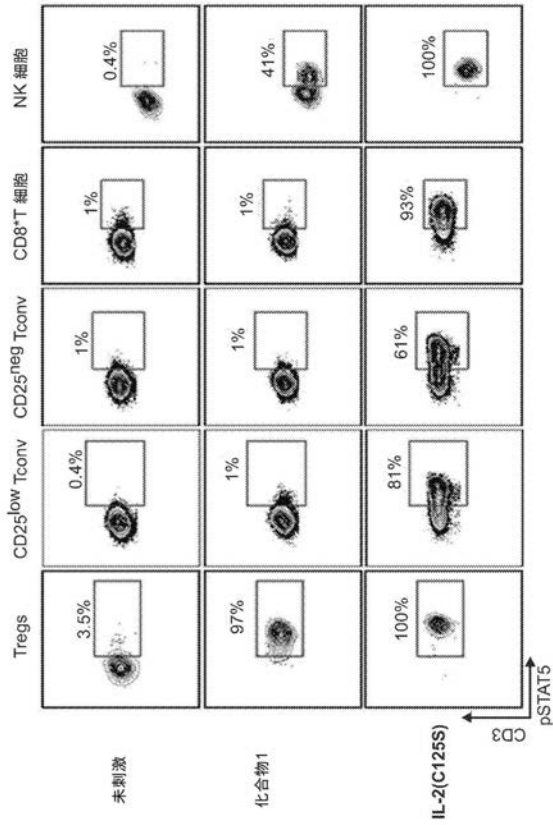 Tregs
CD25low Tconv
CD25neg Tconv
CD8+T 細胞
NK 細胞
未刺激
3.5%
0.4%
1%
1%
0.4%
化合物1
97%
1%
1%
1%
41%
IL-2(C125S)
100%
81%
61%
93%
100%
CD3
pSTAT5